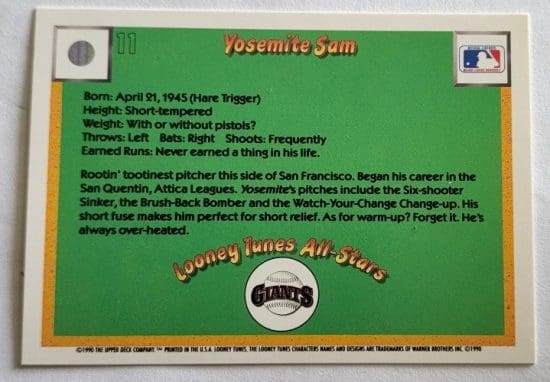 11
Yosemite Sam
Born: April 21, 1945 (Hare Trigger)
Height: Short-tempered
Weight: With or without pistols?
Throws: Left Bats: Right Shoots: Frequently
Earned Runs: Never earned a thing in his life.
Rootin' tootinest pitcher this side of San Francisco. Began his career in
the San Quentin, Attica Leagues. Yosemite's pitches include the Six-shooter
Sinker, the Brush-Back Bomber and the Watch-Your-Change Change-up. His
short fuse makes him perfect for short relief. As for warm-up? Forget it. He's
always over-heated.
Looney Tunes All-Stars
GIANTS
©1990 THE UPPER DECK COMPANY. ™ PRINTED IN THE U.S.A. LOONEY TUNES, THE LOONEY TUNES CHARACTERS NAMES AND DESIGNS ARE TRADEMARKS OF WARNER BROTHERS INC. ©1990